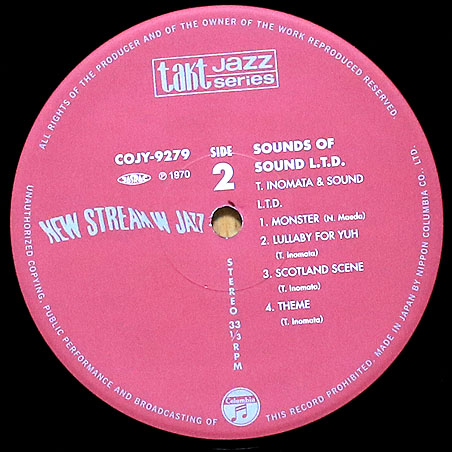 ALL RIGHTS OF THE PRODUCER AND OF THE OWNER OF THE WORK REPRODUCED RESERVED.
UNAUTHORIZED COPYING, PUBLIC PERFORMANCE AND BROADCASTING OF THIS RECORD PROHIBITED, MADE IN JAPAN BY NIPPON COLUMBIA CO. LTD.
takt JAZZ
series
COJY-9279
℗ 1970
SIDE
2
SOUNDS OF
SOUND L.T.D.
T. INOMATA & SOUND
L.T.D.
1. MONSTER (N. Maeda)
2. LULLABY FOR YUH
(T. Inomata)
3. SCOTLAND SCENE
(T. Inomata)
4. THEME
(T. Inomata)
NEW STREAM IN JAZZ
STEREO 33 1/3 RPM
Columbia